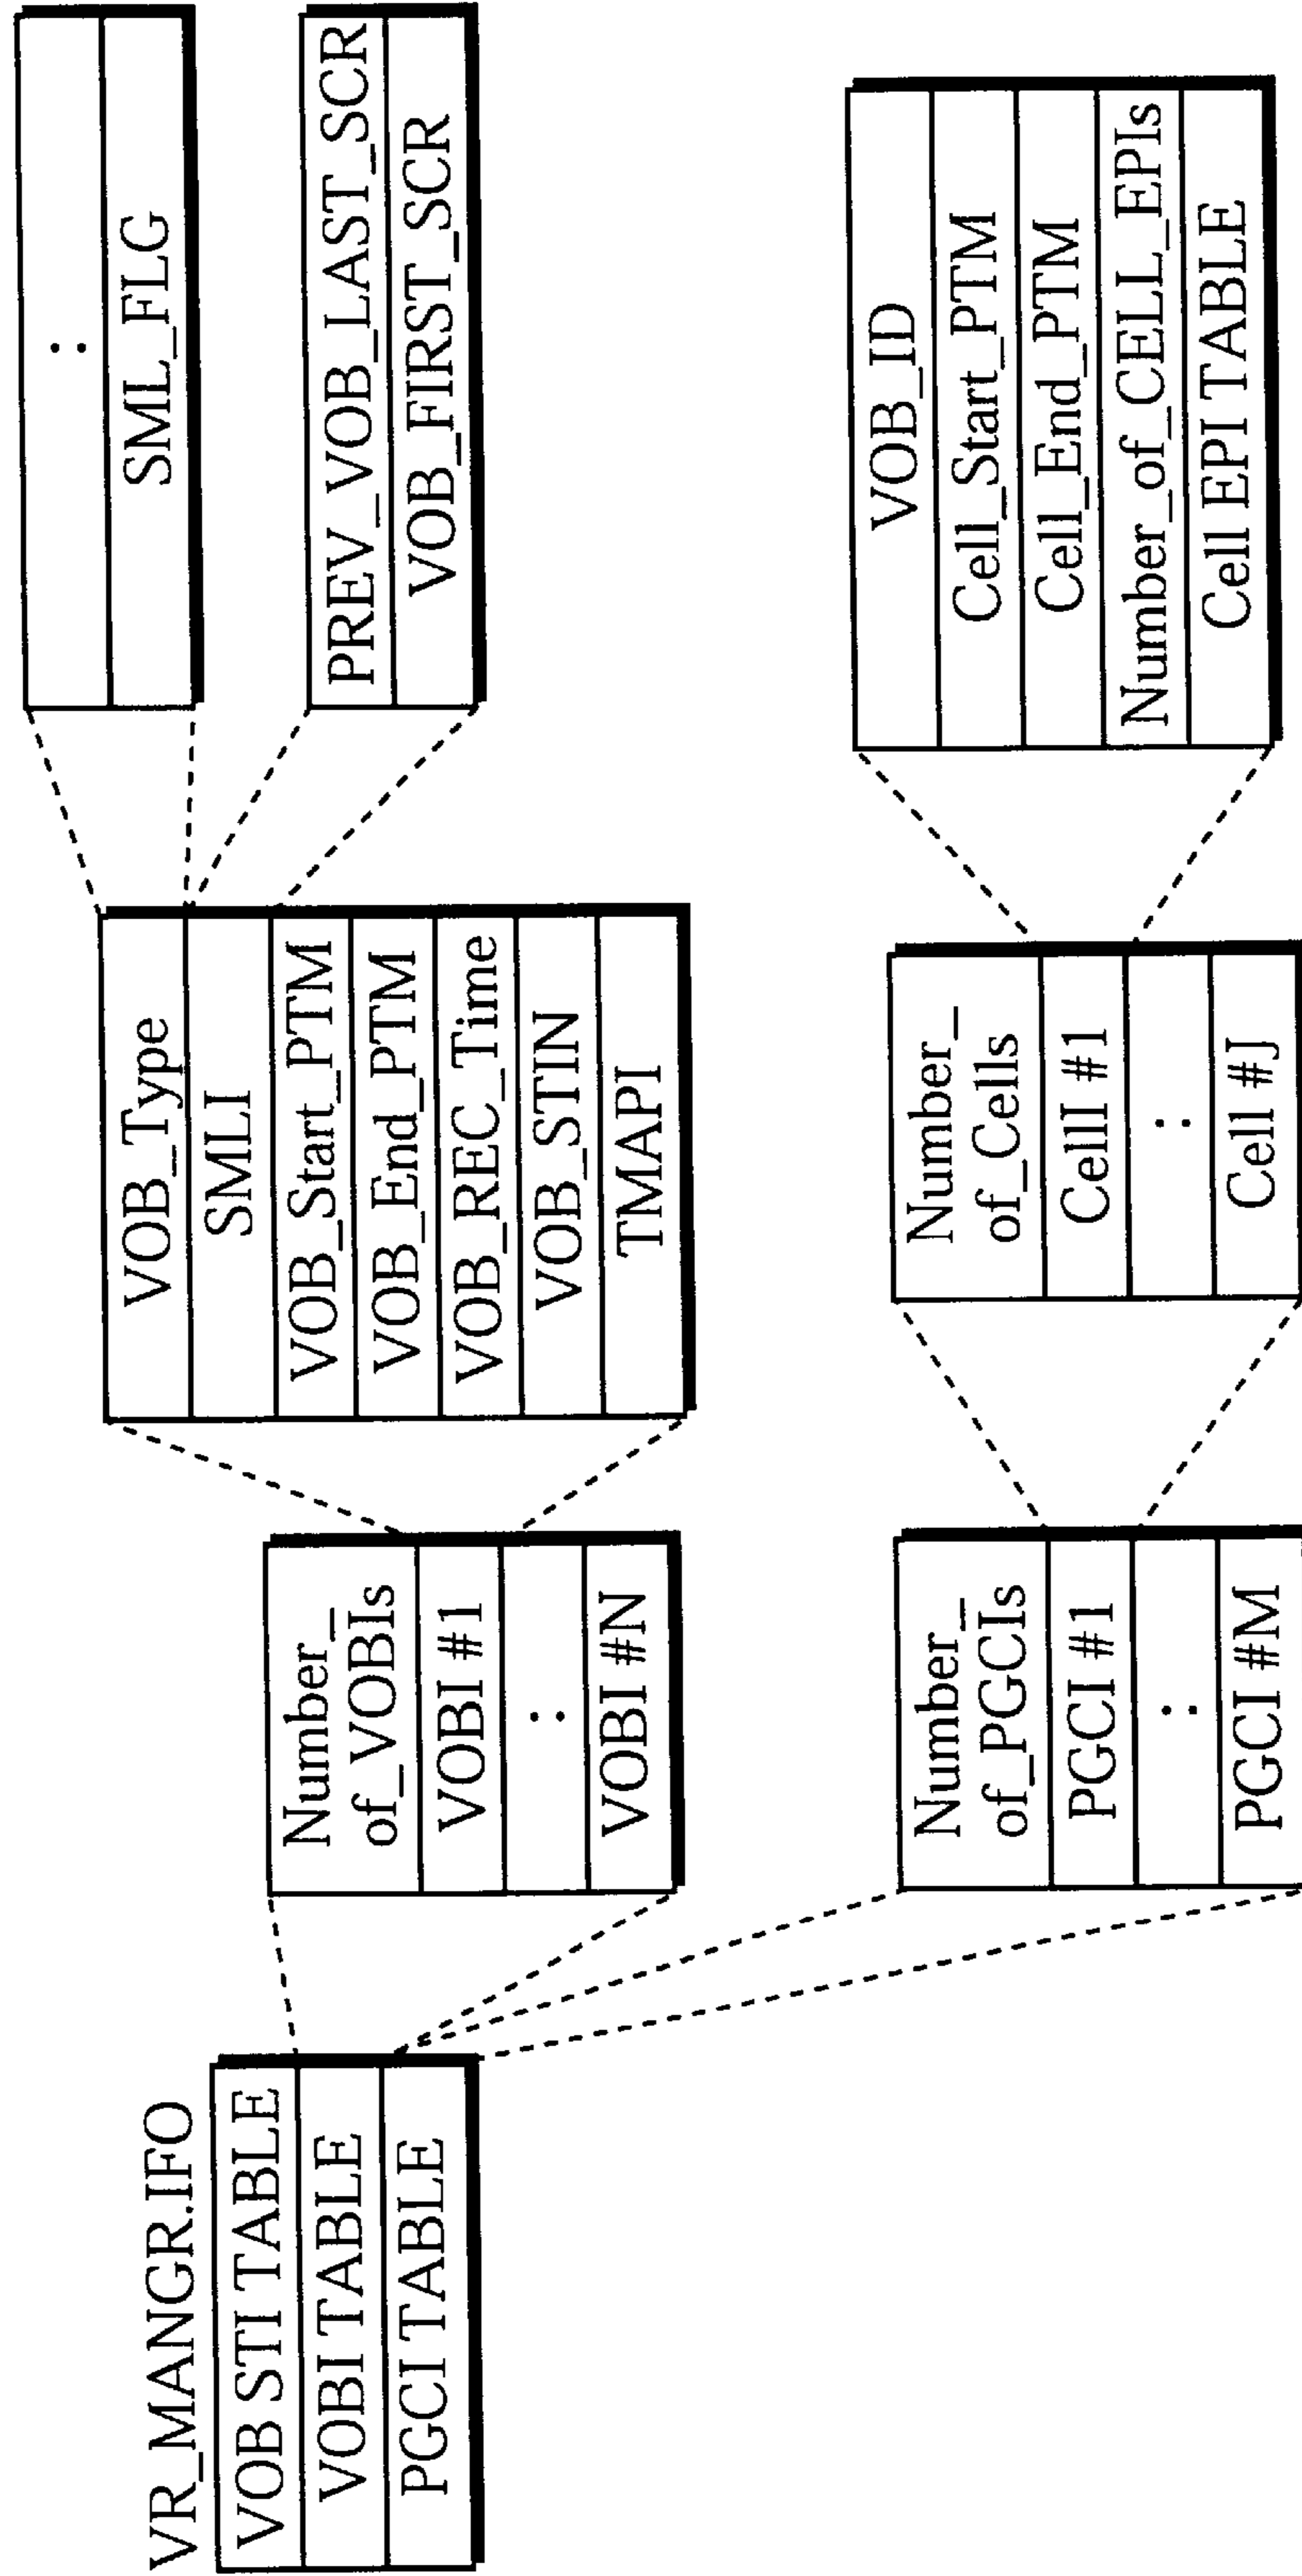 VR_MANGR.IFO
VOB STI TABLE
VOBI TABLE
PGCI TABLE
Number_
of_VOBIs
VOBI #1
:
VOBI #N
VOB_Type
SMLI
VOB_Start_PTM
VOB_End_PTM
VOB_REC_Time
VOB_STIN
TMAPI
:
SML_FLG
PREV_VOB_LAST_SCR
VOB_FIRST_SCR
Number_
of_PGCIs
PGCI #1
:
PGCI #M
Number_
of_Cells
Celll #1
:
Cell #J
VOB_ID
Cell_Start_PTM
Cell_End_PTM
Number_of_CELL_EPIs
Cell EPI TABLE